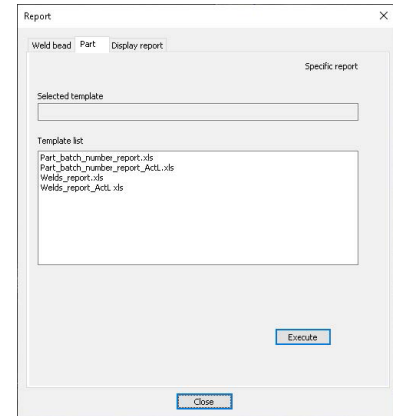 Report
Weld bead Part Display report
Specific report
Selected template
Template list
Part_batch_number_report.xls
Part_batch_number_report_ActL.xls
Welds_report.xls
Welds_report_ActL.xls
Execute
Close